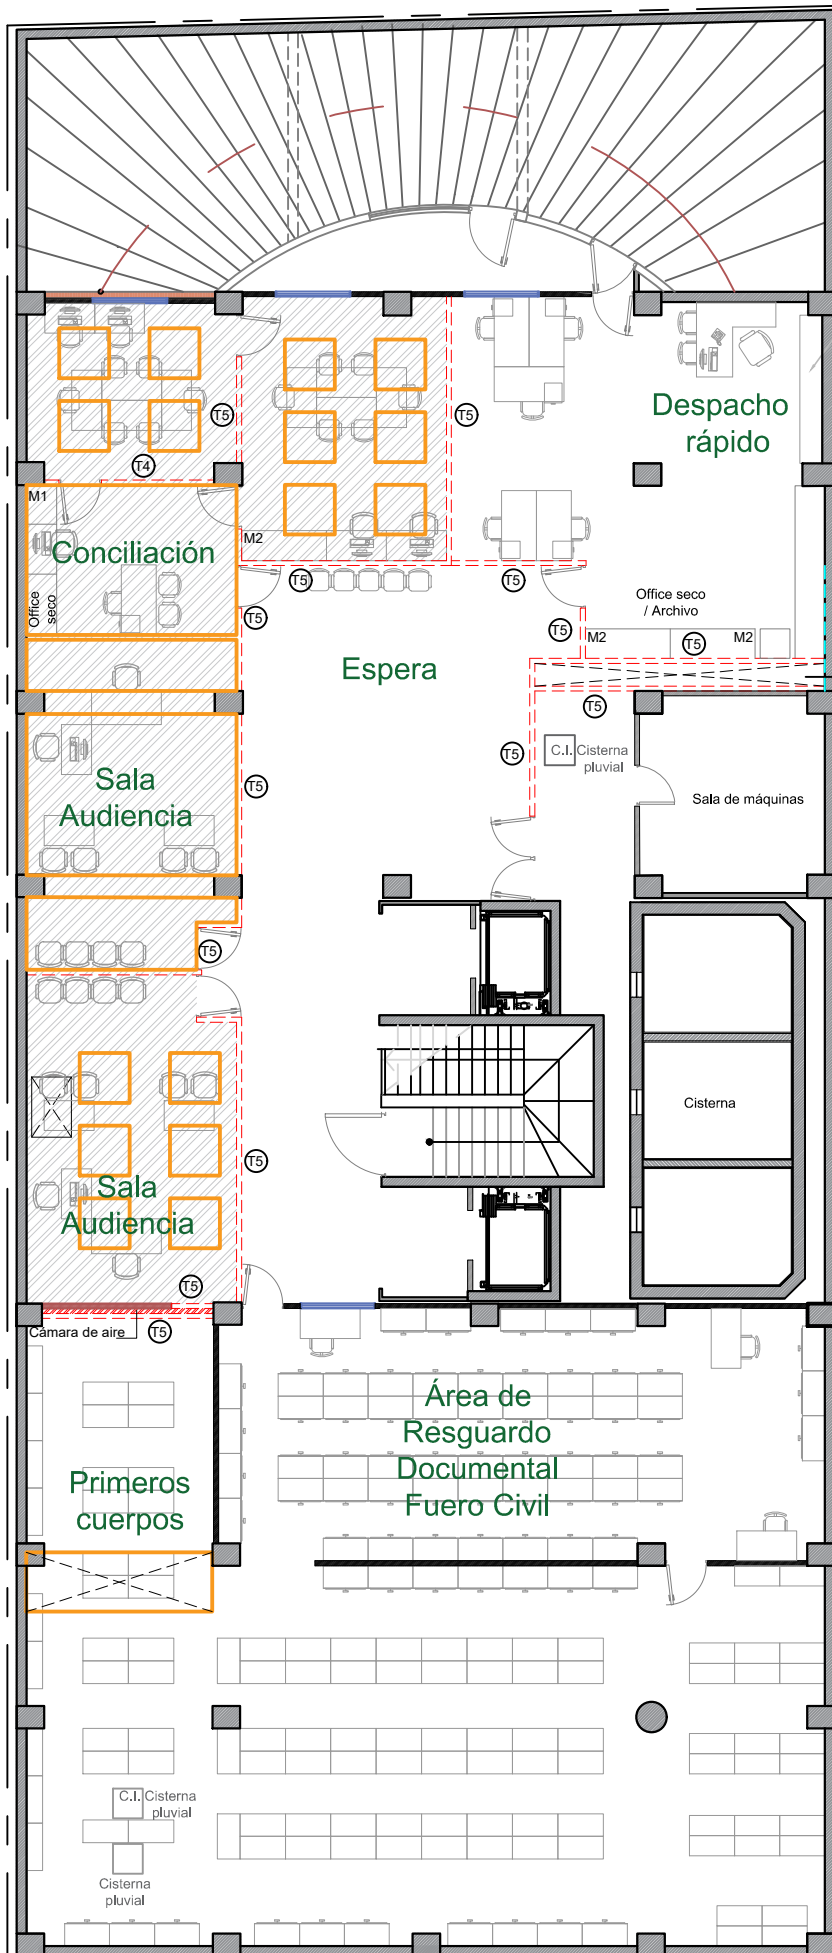 Despacho
rápido
T5
T5
T4
M1
Conciliación
Office
seco
M2
T5
T5
T5
Office seco
/ Archivo
M2
T5
M2
T5
Espera
T5
T5
C.I. Cisterna
pluvial
Sala de máquinas
Sala
Audiencia
T5
T5
Cisterna
Sala
Audiencia
T5
T5
Cámara de aire
T5
Área de
Resguardo
Documental
Fuero Civil
Primeros
cuerpos
C.I. Cisterna
pluvial
Cisterna
pluvial